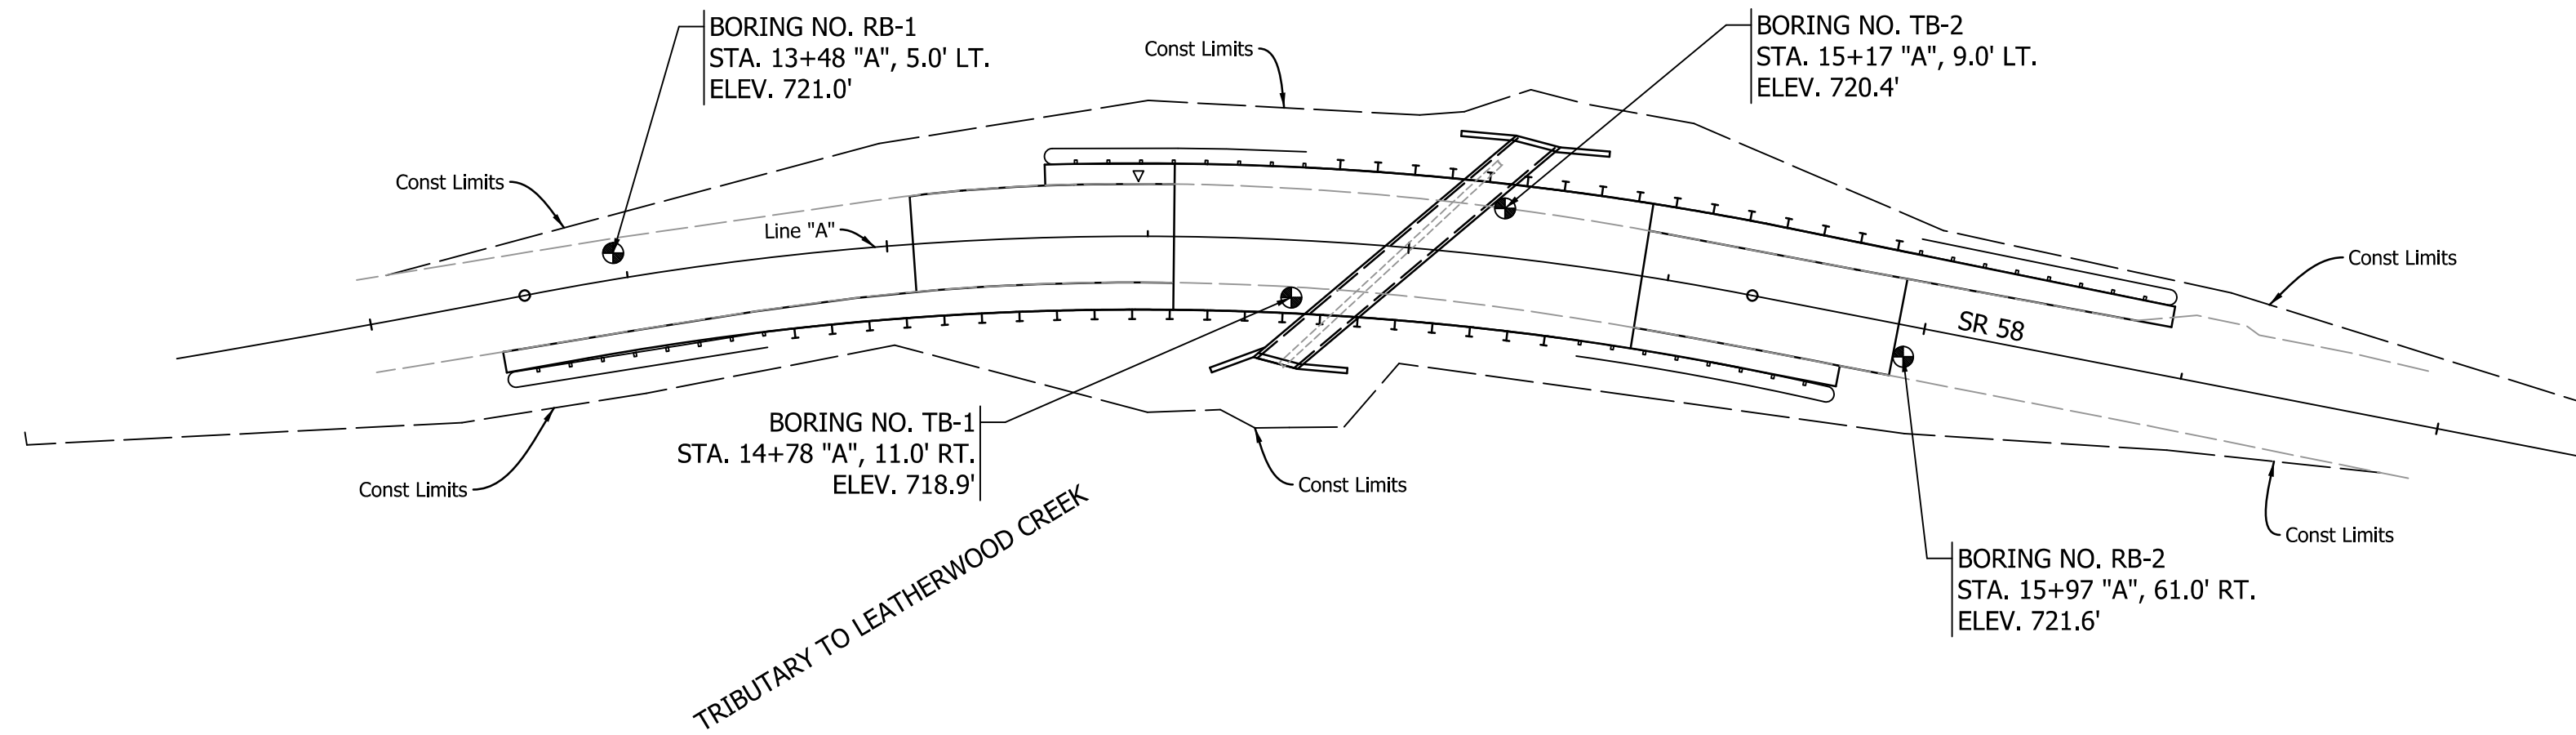 BORING NO. RB-1
STA. 13+48 "A", 5.0' LT.
ELEV. 721.0'
Const Limits
BORING NO. TB-2
STA. 15+17 "A", 9.0' LT.
ELEV. 720.4'
Const Limits
Line "A"
Const Limits
SR 58
BORING NO. TB-1
STA. 14+78 "A", 11.0' RT.
ELEV. 718.9'
Const Limits
Const Limits
TRIBUTARY TO LEATHERWOOD CREEK
Const Limits
BORING NO. RB-2
STA. 15+97 "A", 61.0' RT.
ELEV. 721.6'